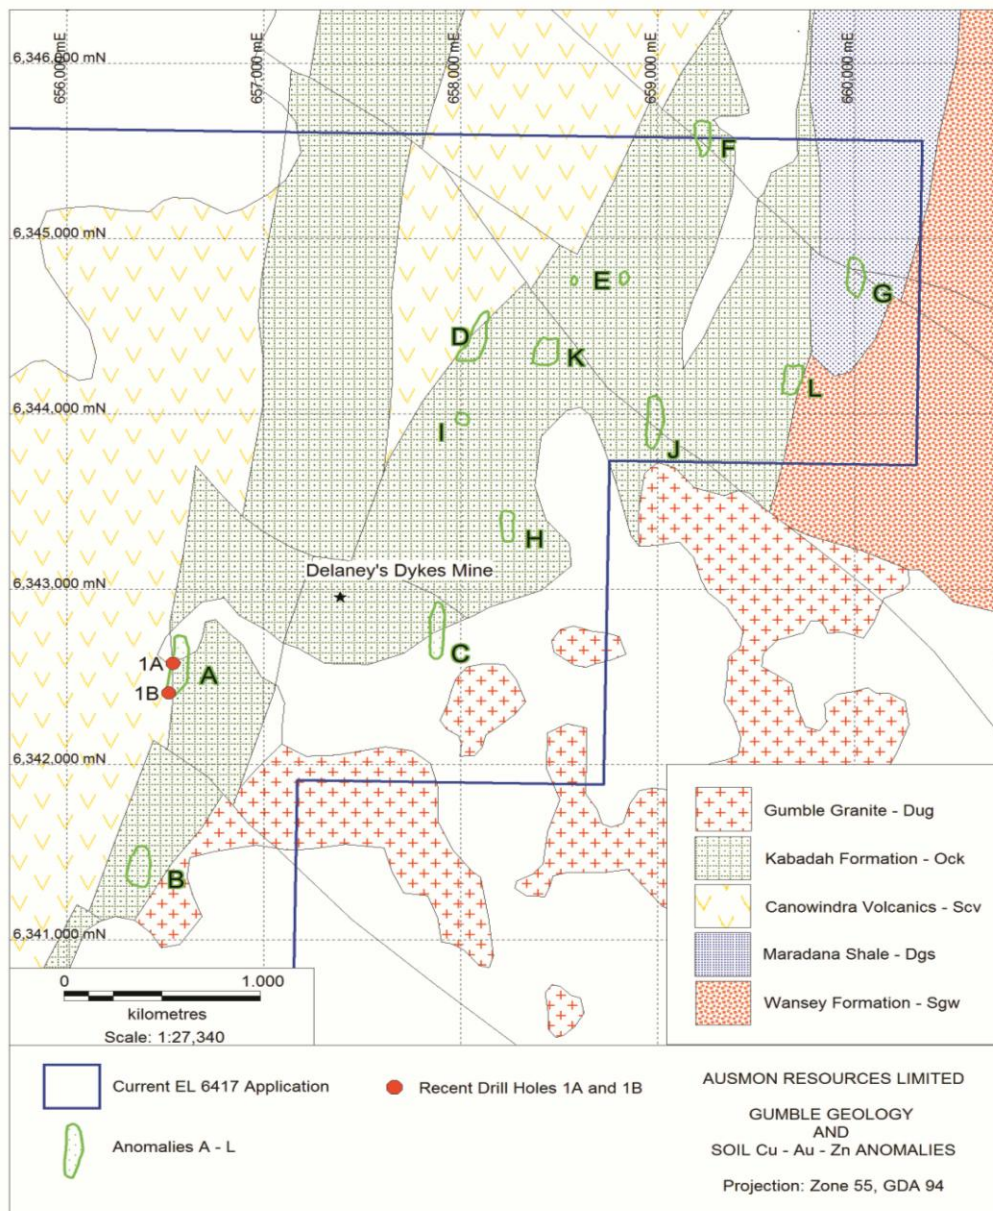 656,000 mE
657,000 mE
658,000 mE
659,000 mE
660,000 mE
6,346,000 mN
F
6,345,000 mN
E
G
D
K
L
6,344,000 mN
I
J
H
6,343,000 mN
Delaney's Dykes Mine
C
1A
A
1B
6,342,000 mN
B
6,341,000 mN
Gumble Granite - Dug
Kabadah Formation - Ock
Canowindra Volcanics - Scv
Maradana Shale - Dgs
Wansey Formation - Sgw
0 1.000
kilometres
Scale: 1:27,340
Current EL 6417 Application
Recent Drill Holes 1A and 1B
Anomalies A - L
AUSMON RESOURCES LIMITED
GUMBLE GEOLOGY
AND
SOIL Cu - Au - Zn ANOMALIES
Projection: Zone 55, GDA 94